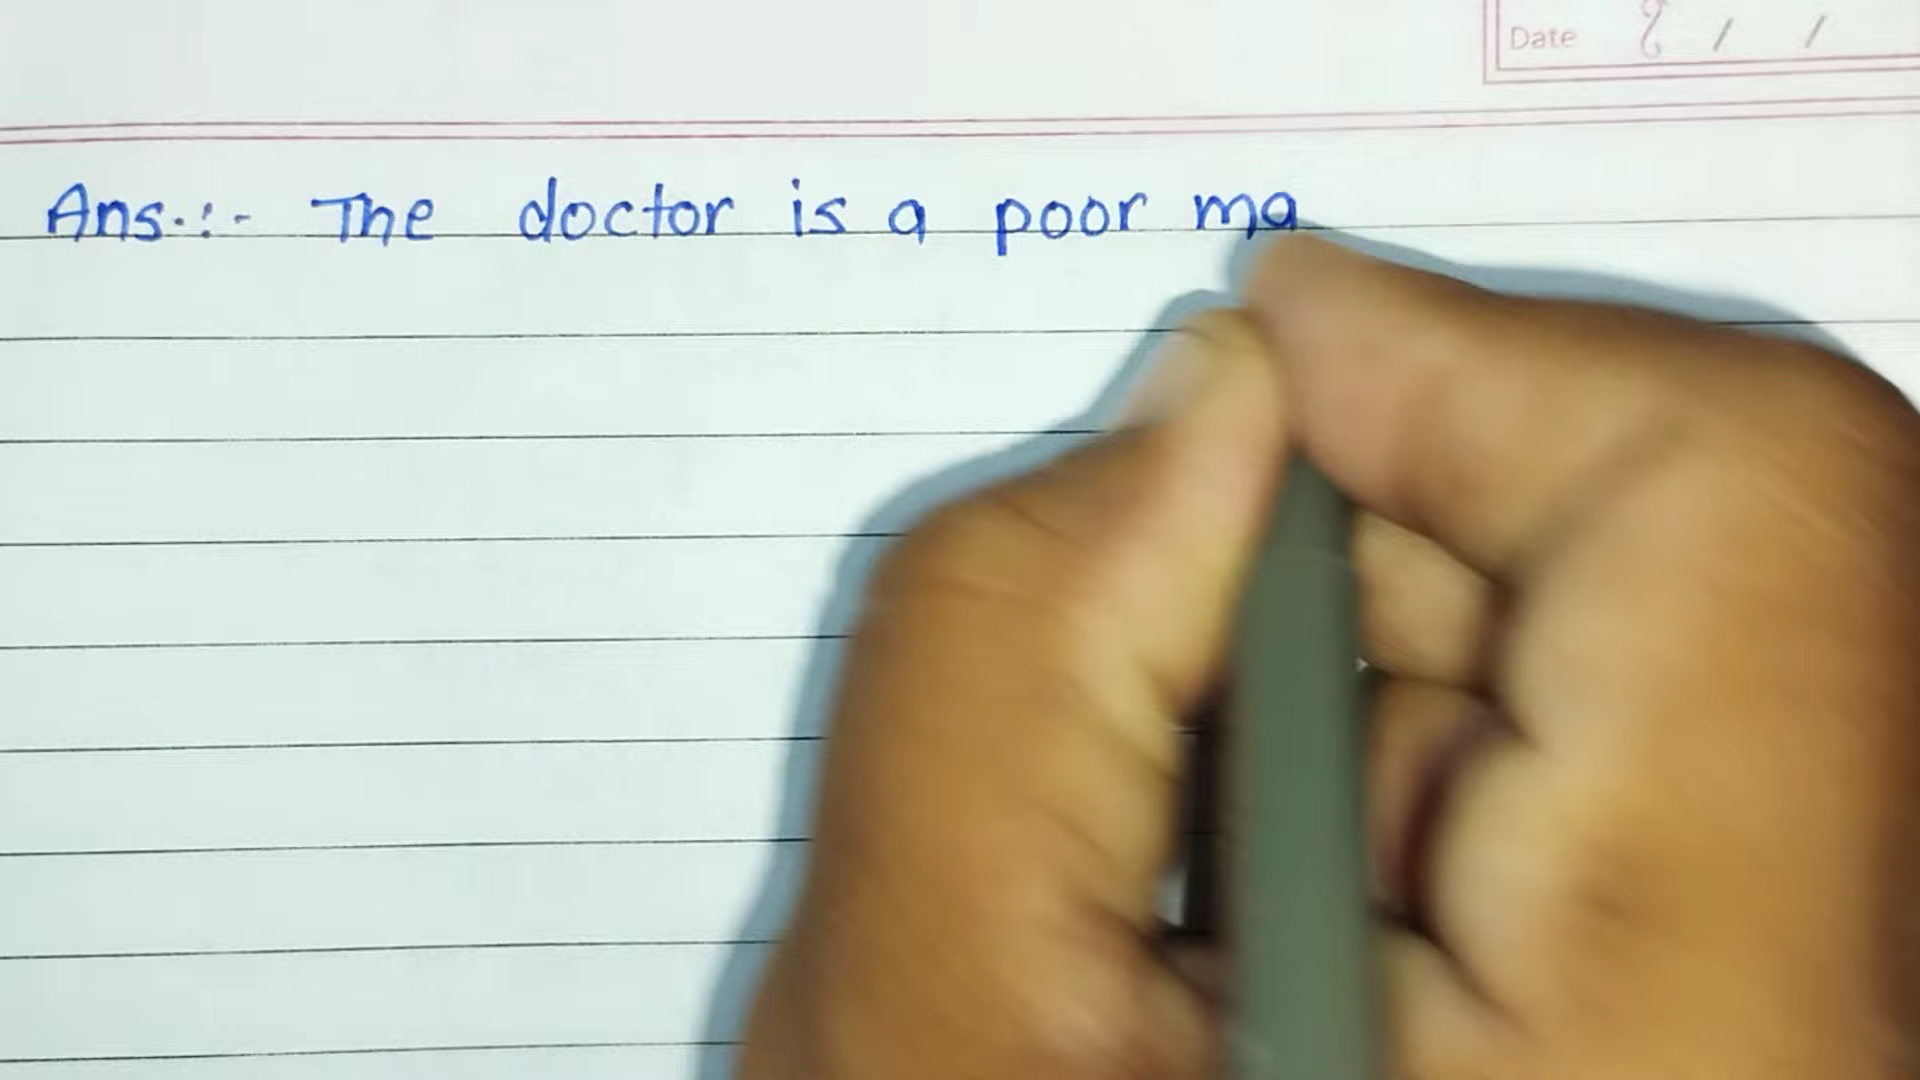 Date / /
Ans.:- The doctor is a poor ma